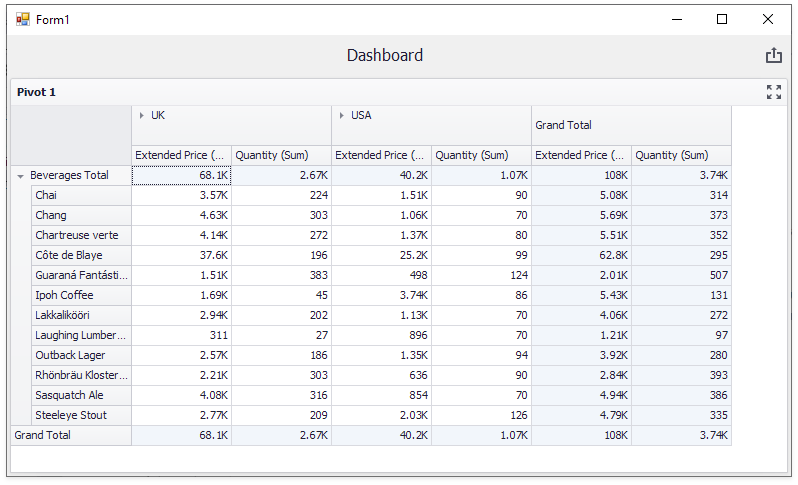 Form1
Dashboard
Pivot 1
UK USA Grand Total
Extended Price (... Quantity (Sum) Extended Price (... Quantity (Sum) Extended Price (... Quantity (Sum)
Beverages Total 68.1K 2.67K 40.2K 1.07K 108K 3.74K
Chai 3.57K 224 1.51K 90 5.08K 314
Chang 4.63K 303 1.06K 70 5.69K 373
Chartreuse verte 4.14K 272 1.37K 80 5.51K 352
Côte de Blaye 37.6K 196 25.2K 99 62.8K 295
Guaraná Fantásti... 1.51K 383 498 124 2.01K 507
Ipoh Coffee 1.69K 45 3.74K 86 5.43K 131
Lakkalikööri 2.94K 202 1.13K 70 4.06K 272
Laughing Lumber... 311 27 896 70 1.21K 97
Outback Lager 2.57K 186 1.35K 94 3.92K 280
Rhönbräu Kloster... 2.21K 303 636 90 2.84K 393
Sasquatch Ale 4.08K 316 854 70 4.94K 386
Steeleye Stout 2.77K 209 2.03K 126 4.79K 335
Grand Total 68.1K 2.67K 40.2K 1.07K 108K 3.74K